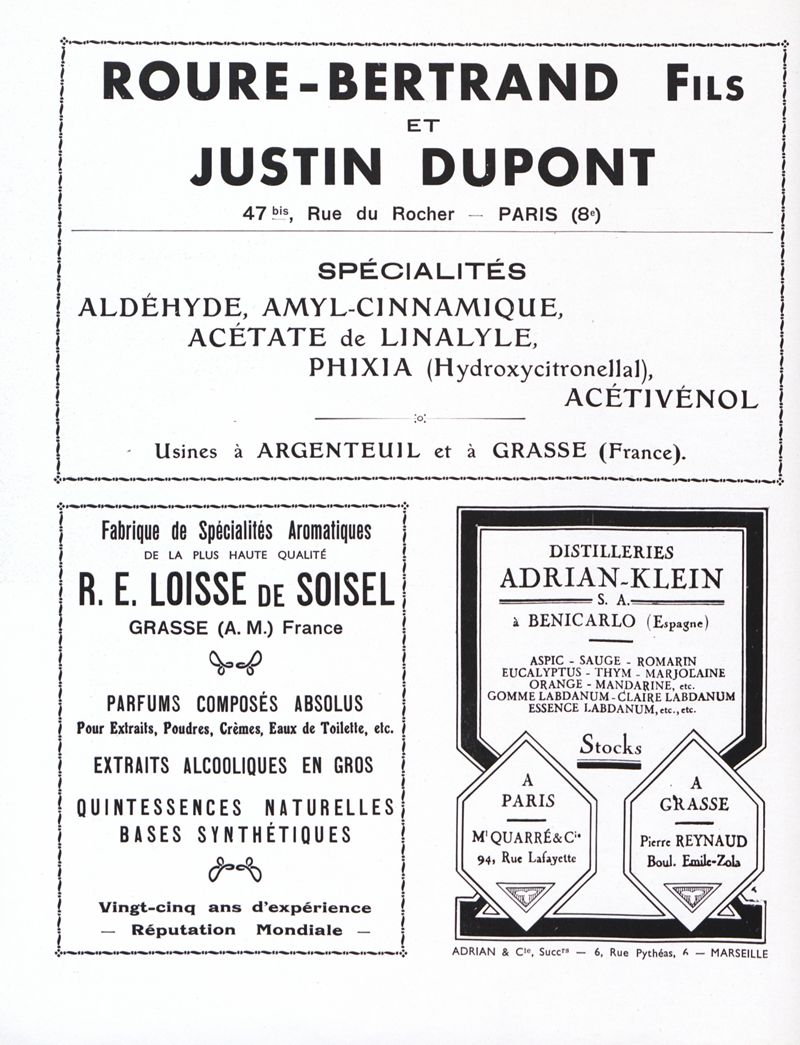 ROURE-BERTRAND FILS
ET
JUSTIN DUPONT
47 bis, Rue du Rocher — PARIS (8e)
SPÉCIALITÉS
ALDÉHYDE, AMYL-CINNAMIQUE,
ACÉTATE de LINALYLE,
PHIXIA (Hydroxycitronellal),
ACÉTIVÉNOL
Usines à ARGENTEUIL et à GRASSE (France).
Fabrique de Spécialités Aromatiques
DE LA PLUS HAUTE QUALITÉ
R. E. LOISSE DE SOISEL
GRASSE (A. M.) France
PARFUMS COMPOSÉS ABSOLUS
Pour Extraits, Poudres, Crèmes, Eaux de Toilette, etc.
EXTRAITS ALCOOLIQUES EN GROS
QUINTESSENCES NATURELLES
BASES SYNTHÉTIQUES
Vingt-cinq ans d'expérience
— Réputation Mondiale —
DISTILLERIES
ADRIAN-KLEIN
S. A.
à BENICARLO (Espagne)
ASPIC - SAUGE - ROMARIN
EUCALYPTUS - THYM - MARJOLAINE
ORANGE - MANDARINE, etc.
GOMME LABDANUM - CLAIRE LABDANUM
ESSENCE LABDANUM, etc., etc.
Stocks
A
PARIS
Mt QUARRÉ & Cie
94, Rue Lafayette
A
GRASSE
Pierre REYNAUD
Boul. Emile-Zola
ADRIAN & Cie, Succrs — 6, Rue Pythéas, 6 — MARSEILLE